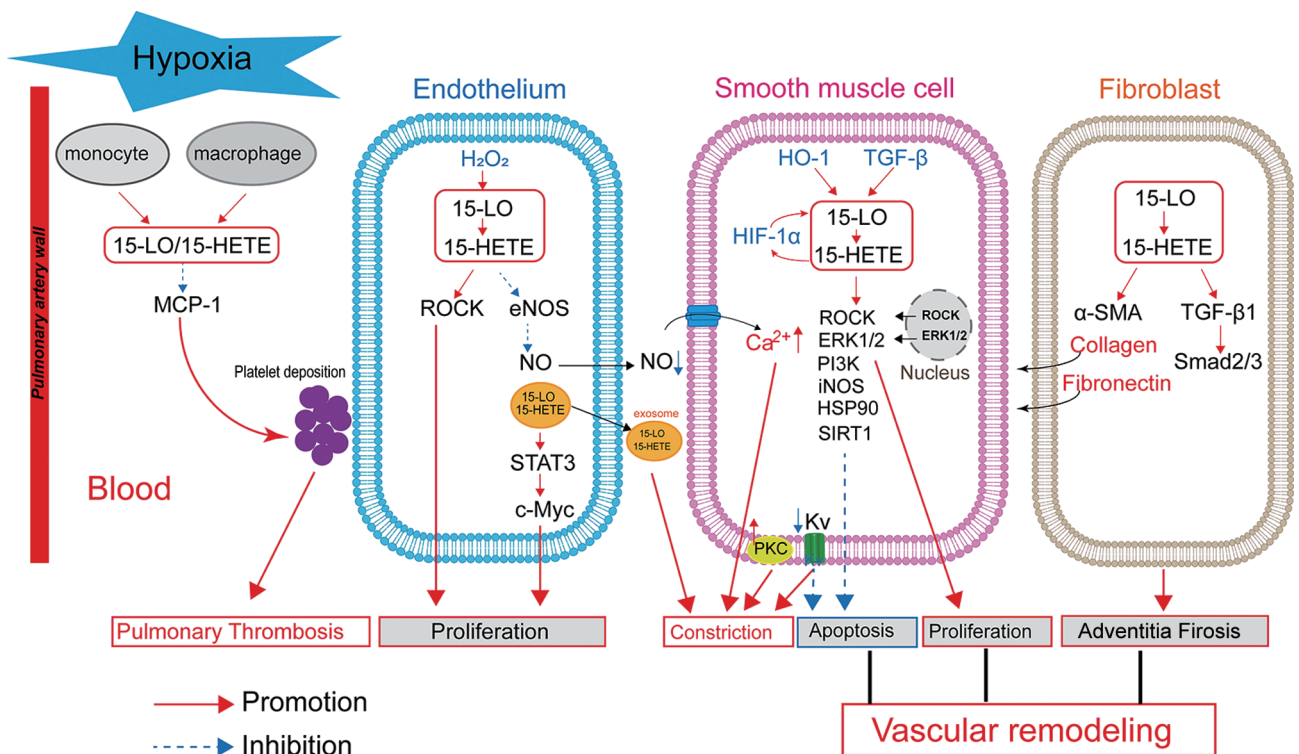 Hypoxia
Pulmonary artery wall
monocyte
macrophage
15-LO/15-HETE
MCP-1
Platelet deposition
Blood
Endothelium
H₂O₂
15-LO
15-HETE
ROCK
eNOS
NO
15-LO
15-HETE
STAT3
c-Myc
NO
exosome
15-LO
15-HETE
Smooth muscle cell
HO-1
TGF-β
15-LO
15-HETE
HIF-1α
Ca²⁺
ROCK
ERK1/2
PI3K
iNOS
HSP90
SIRT1
ROCK
ERK1/2
Nucleus
PKC
Kv
Fibroblast
15-LO
15-HETE
α-SMA
TGF-β1
Collagen
Smad2/3
Fibronectin
Pulmonary Thrombosis
Proliferation
Constriction
Apoptosis
Proliferation
Adventitia Firosis
Vascular remodeling
Promotion
Inhibition